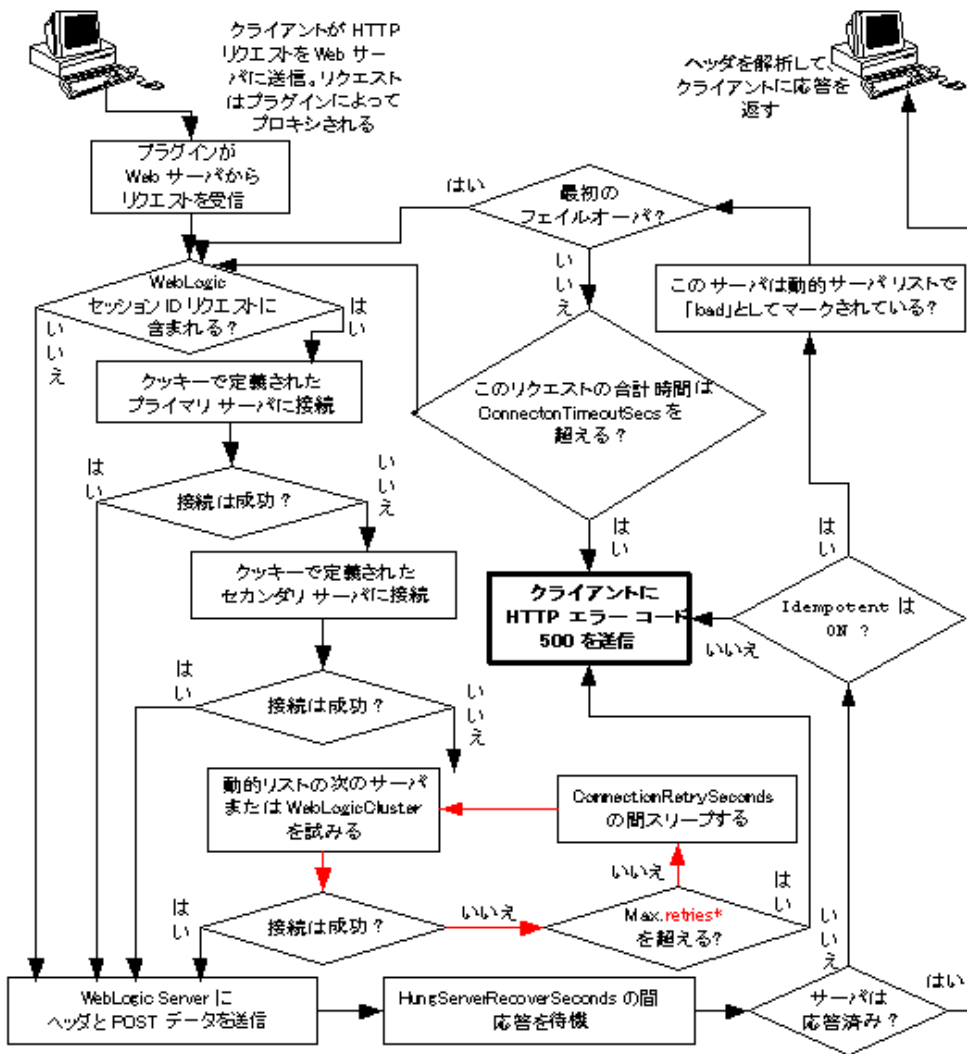 クライアントが HTTP
リクエストを Web サー
バに送信。リクエスト
はプラグインによって
プロキシされる
ヘッダを解析して、
クライアントに応答を
返す
プラグインが
Web サーバから
リクエストを受信
はい
最初の
フェイルオーバ?
いいえ
WebLogic
セッション ID リクエストに
含まれる?
はい
いいえ
このサーバは動的サーバ リストで
「bad」としてマークされている?
クッキーで定義された
プライマリ サーバに接続
このリクエストの合計時間は
ConnectonTimeoutSecs を
超える?
はい
接続は成功?
いいえ
はい
はい
クッキーで定義された
セカンダリ サーバに接続
クライアントに
HTTP エラー コード
500 を送信
Idempotent は
ON ?
いいえ
はい
接続は成功?
いいえ
動的リストの次のサーバ
または WebLogicCluster
を試みる
ConnectionRetrySeconds
の間スリープする
いいえ
はい
はい
接続は成功?
いいえ
Max.retries*
を超える?
いいえ
WebLogic Server に
ヘッダと POST データを送信
HungServerRecoverSeconds の間
応答を待機
サーバは
応答済み?
はい